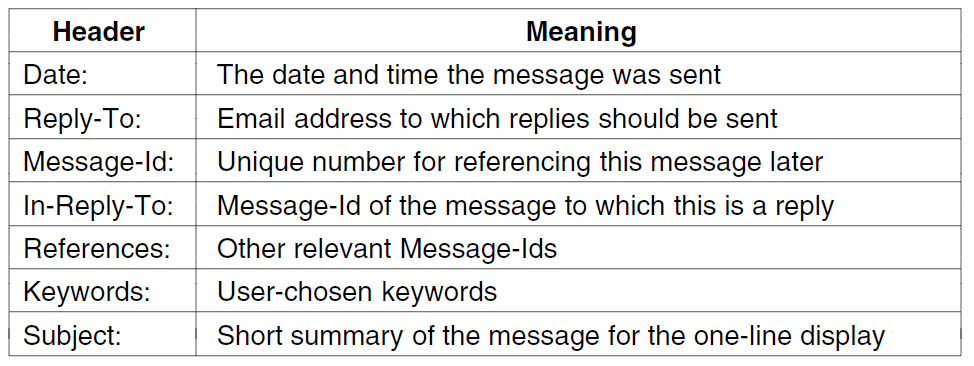 Header Meaning
Date: The date and time the message was sent
Reply-To: Email address to which replies should be sent
Message-Id: Unique number for referencing this message later
In-Reply-To: Message-Id of the message to which this is a reply
References: Other relevant Message-Ids
Keywords: User-chosen keywords
Subject: Short summary of the message for the one-line display